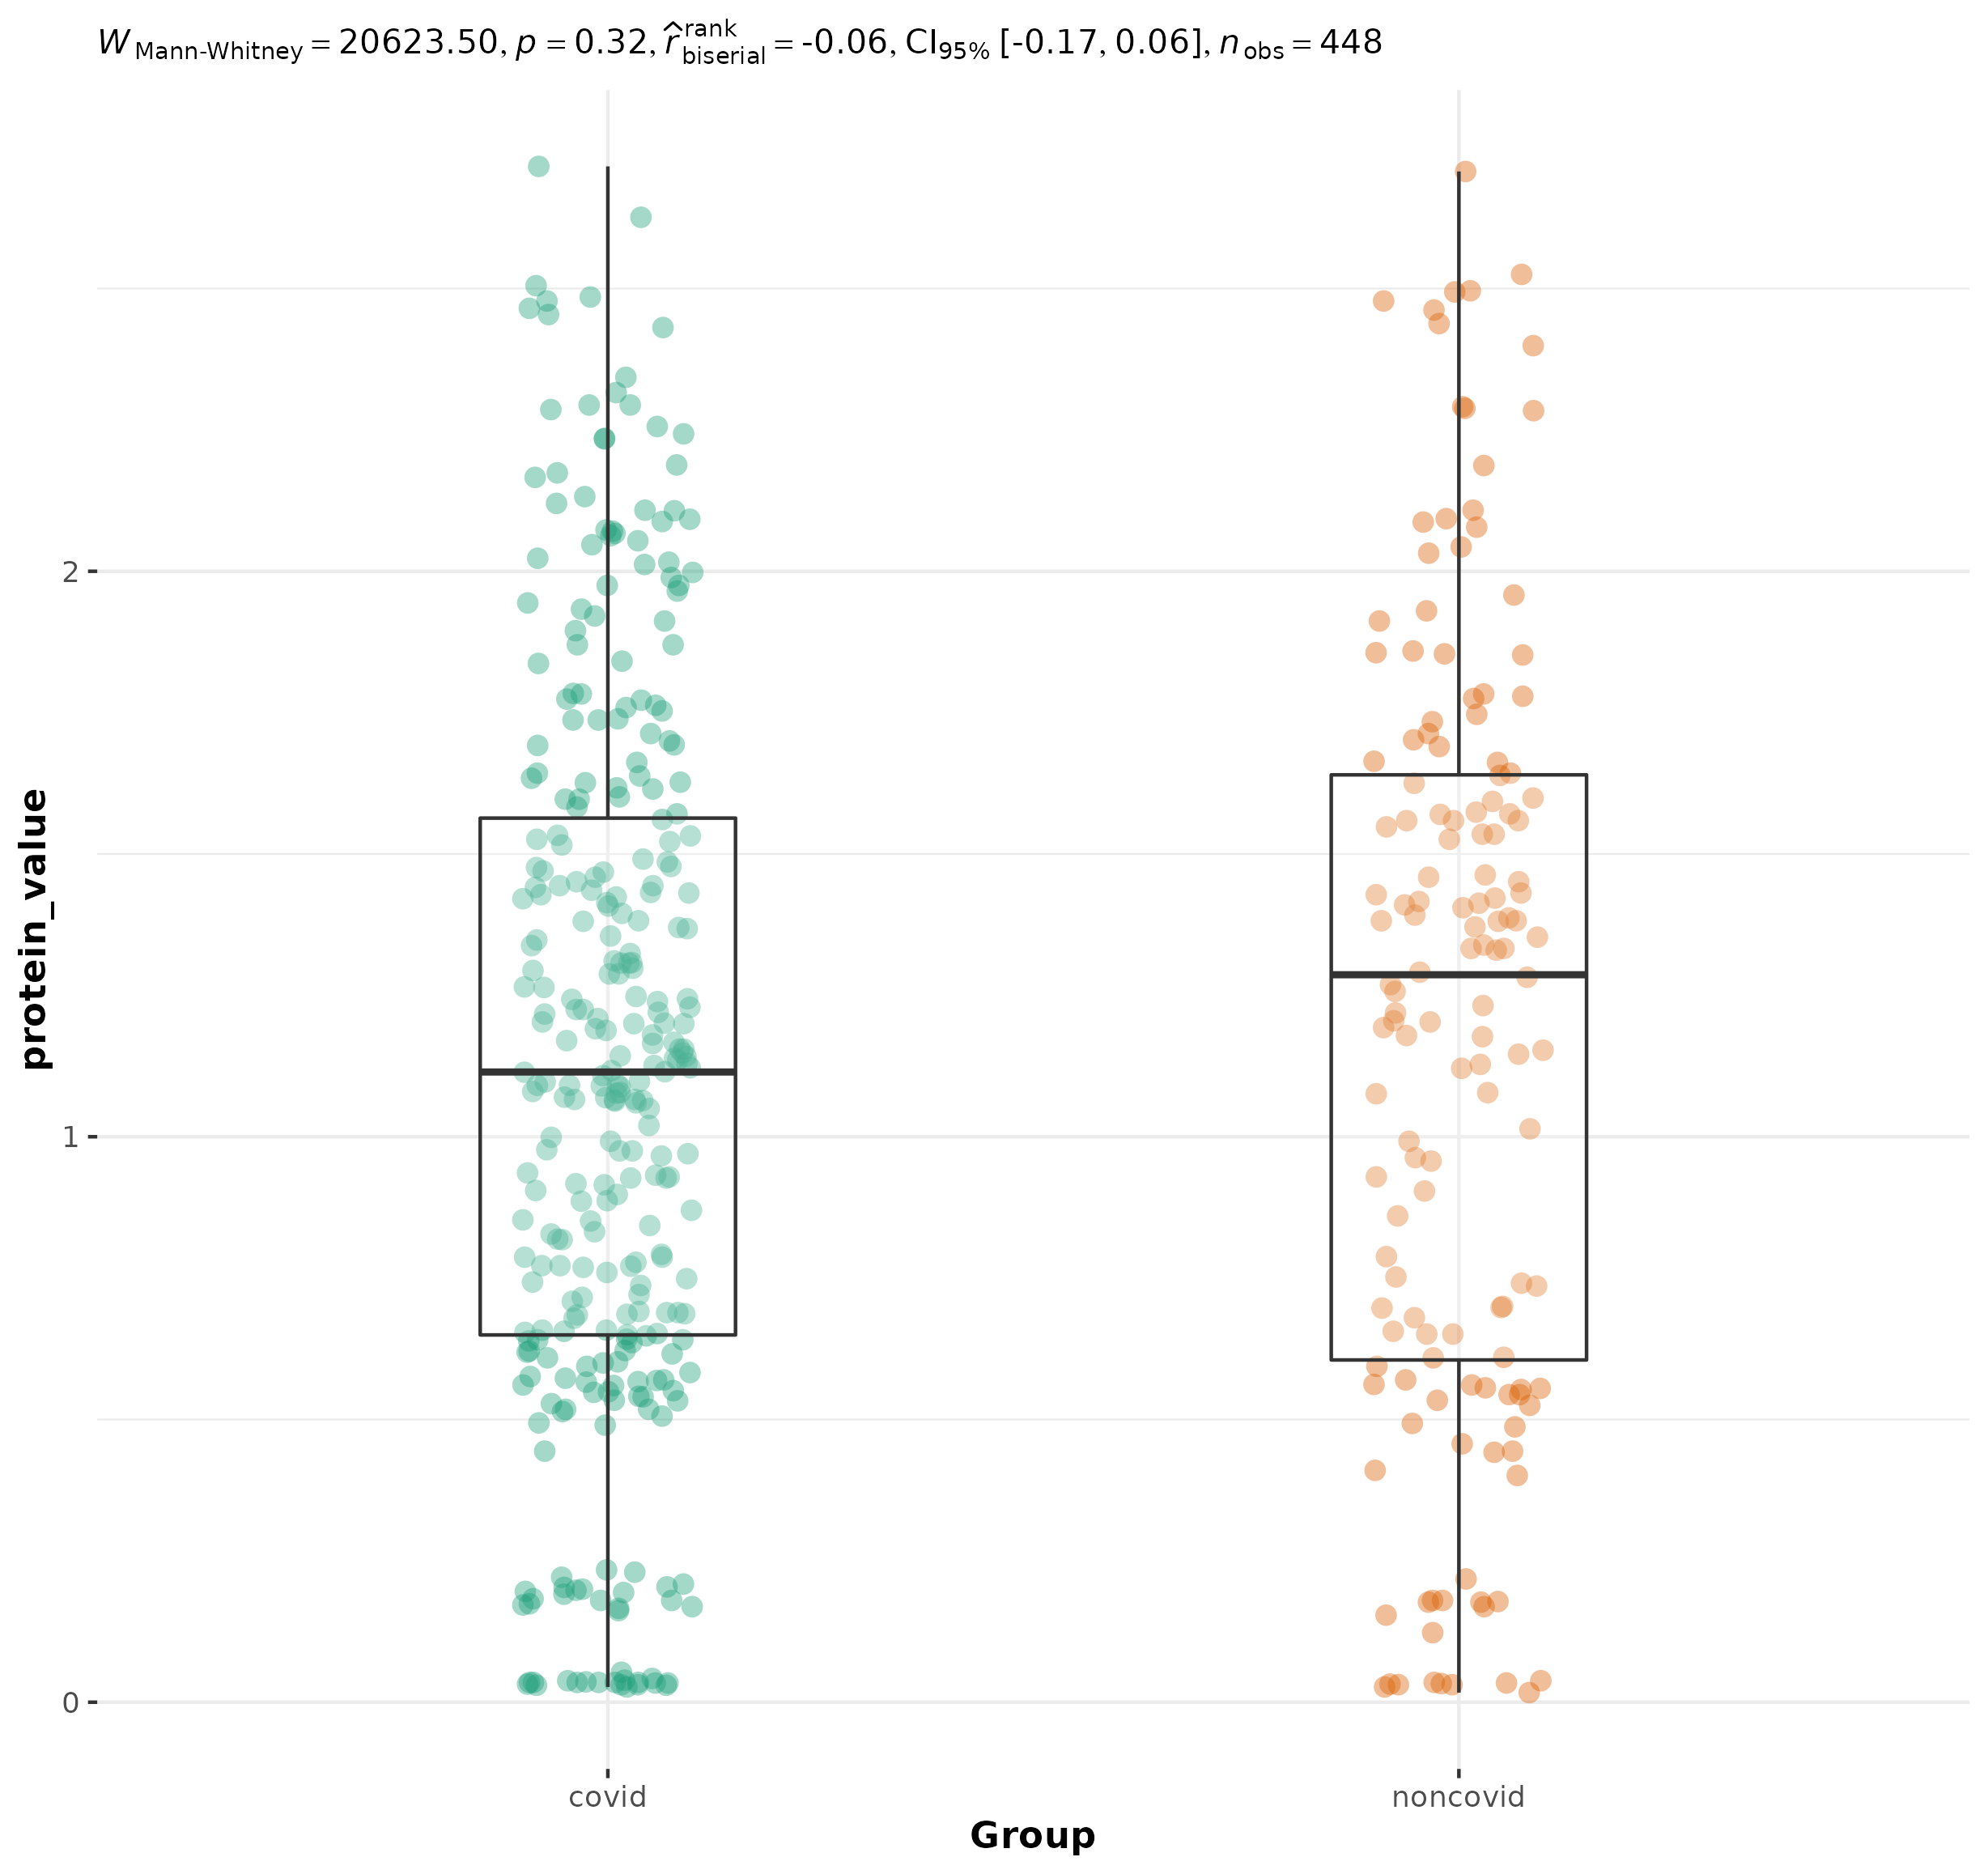 W Mann-Whitney = 20623.50, p = 0.32, r̂ rank biserial = -0.06, CI95% [-0.17, 0.06], n obs = 448
protein_value
2
1
0
covid noncovid
Group